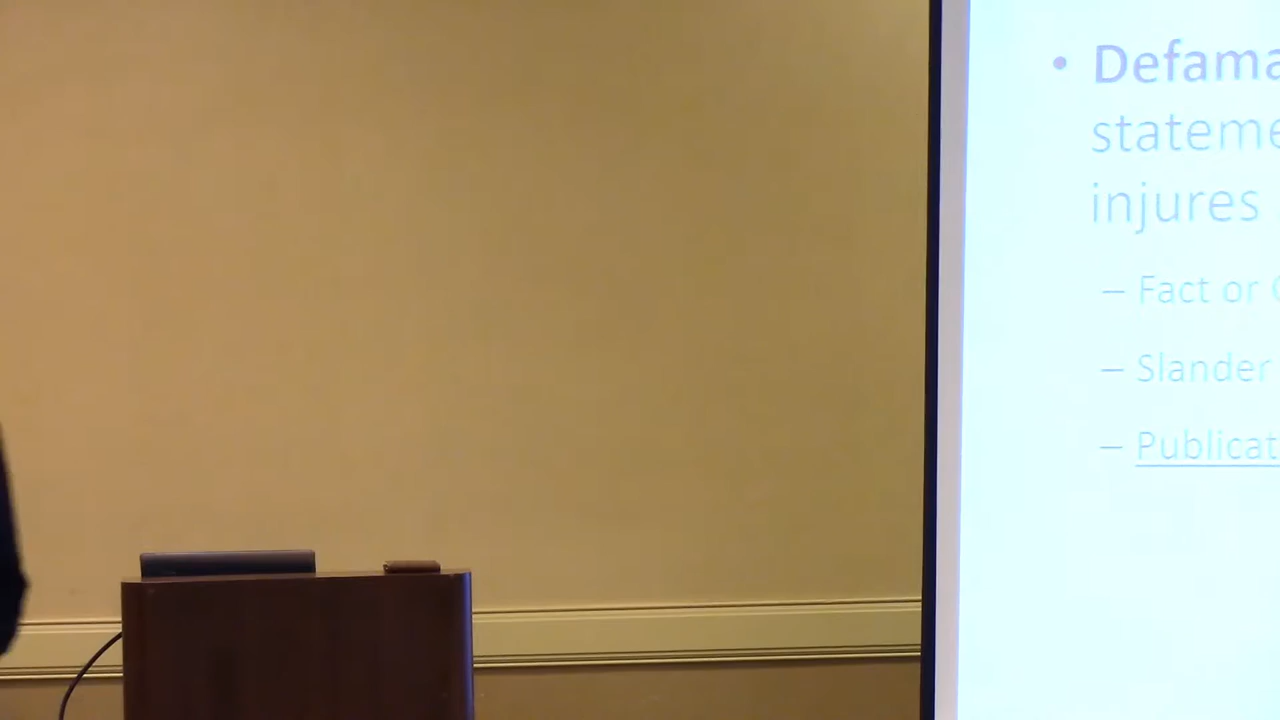 • Defama
stateme
injures
– Fact or
– Slander
– Publicat